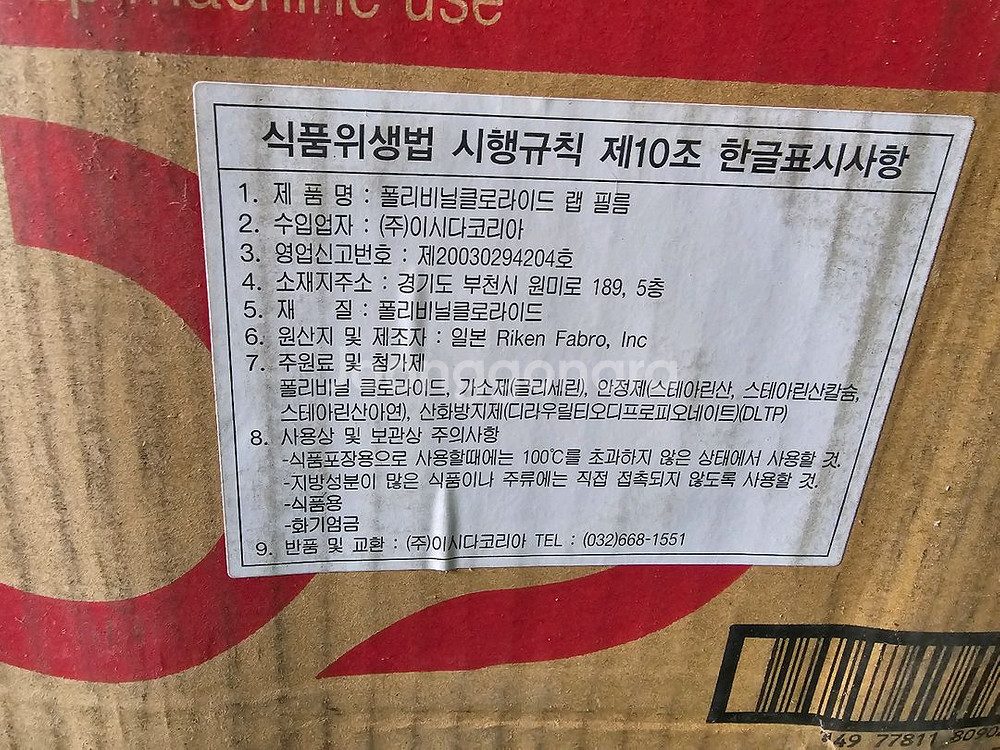 machine use
식품위생법 시행규칙 제10조 한글표시사항
1. 제 품 명 : 폴리비닐클로라이드 랩 필름
2. 수입업자 : (주)이시다코리아
3. 영업신고번호 : 제20030294204호
4. 소재지주소 : 경기도 부천시 원미로 189, 5층
5. 재 질 : 폴리비닐클로라이드
6. 원산지 및 제조자 : 일본 Riken Fabro, Inc
7. 주원료 및 첨가제
폴리비닐 클로라이드, 가소제(글리세린), 안정제(스테아린산, 스테아린산칼슘,
스테아린산아연), 산화방지제(디라우릴티오디프로피오네이트)(DLTP)
8. 사용상 및 보관상 주의사항
-식품포장용으로 사용할때에는 100℃를 초과하지 않은 상태에서 사용할 것.
-지방성분이 많은 식품이나 주류에는 직접 접촉되지 않도록 사용할 것.
-식품용
-화기엄금
9. 반품 및 교환 : (주)이시다코리아 TEL : (032)668-1551
49 77811 8090